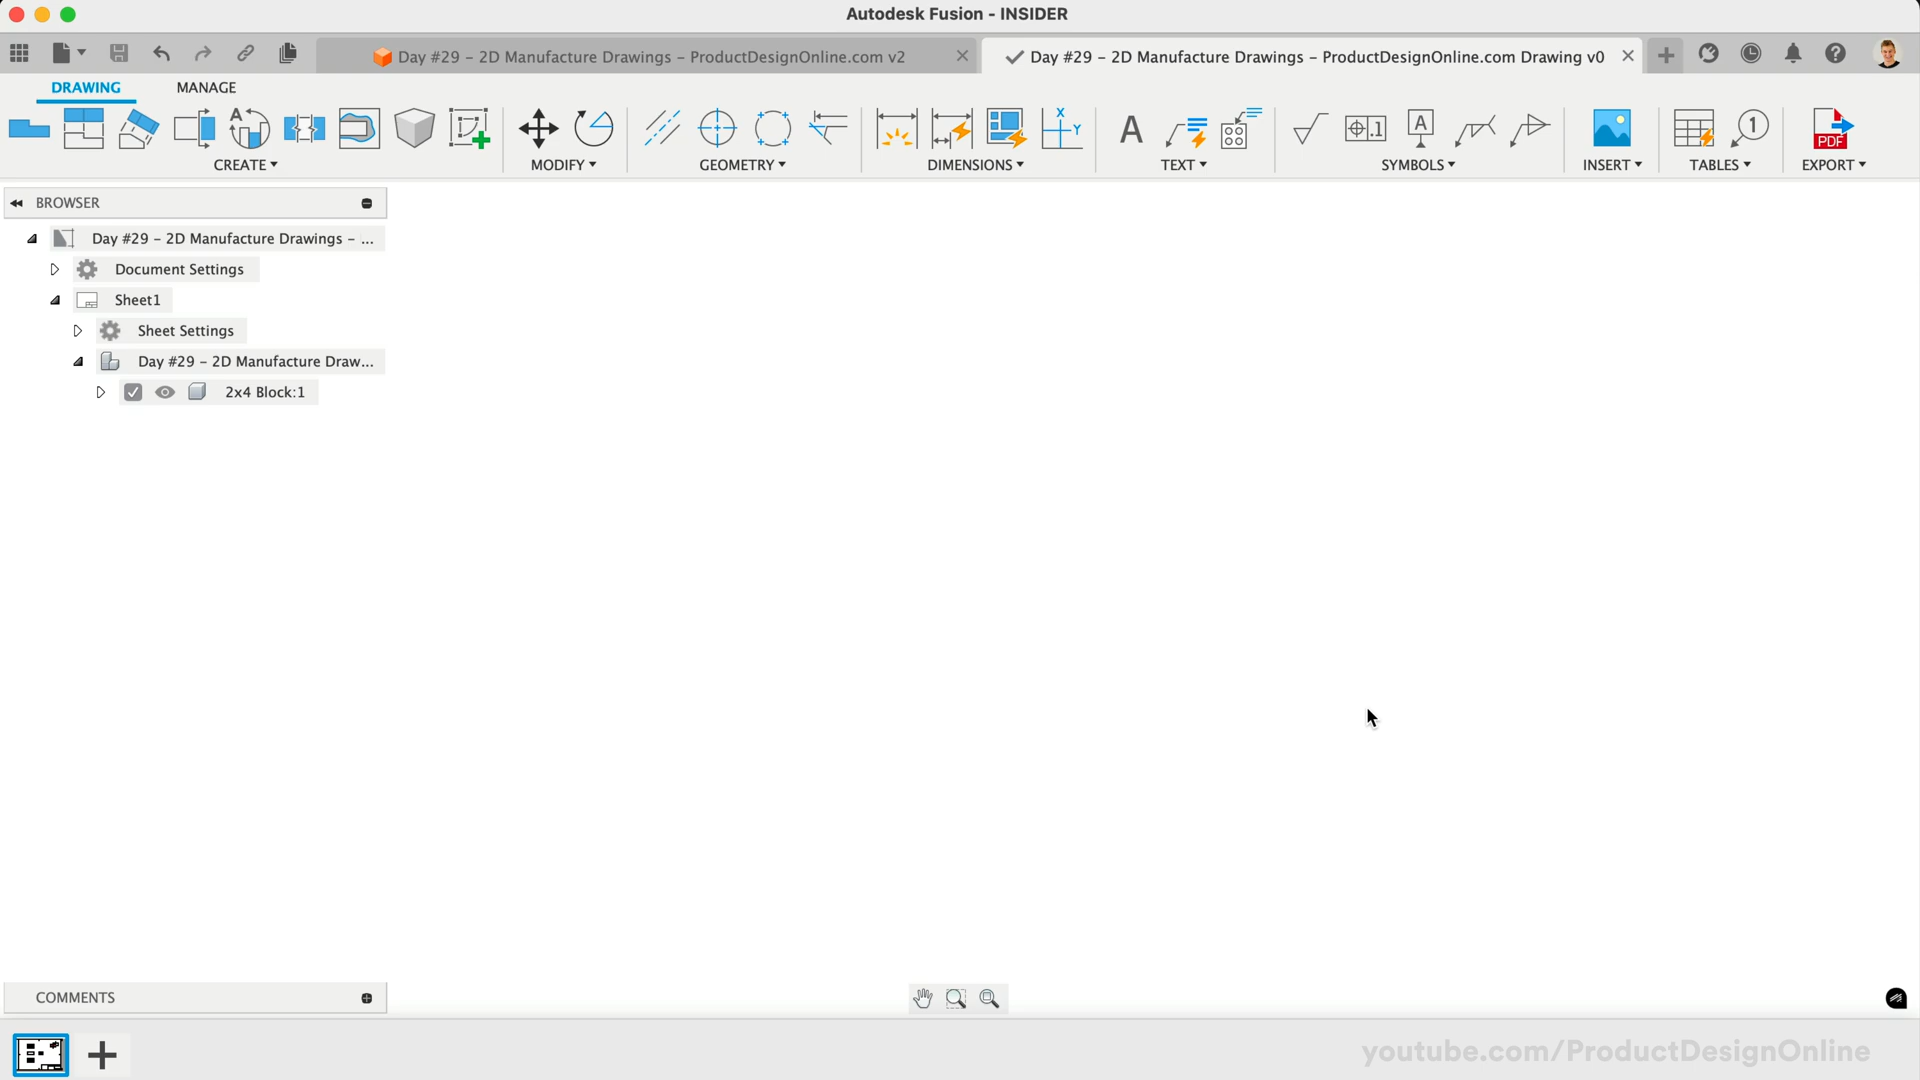 Autodesk Fusion - INSIDER
Day #29 - 2D Manufacture Drawings - ProductDesignOnline.com v2
Day #29 - 2D Manufacture Drawings - ProductDesignOnline.com Drawing v0
DRAWING
MANAGE
CREATE
MODIFY
GEOMETRY
DIMENSIONS
TEXT
SYMBOLS
INSERT
TABLES
PDF
EXPORT
BROWSER
Day #29 - 2D Manufacture Drawings - ...
Document Settings
Sheet1
Sheet Settings
Day #29 - 2D Manufacture Draw...
2x4 Block:1
COMMENTS
youtube.com/ProductDesignOnline